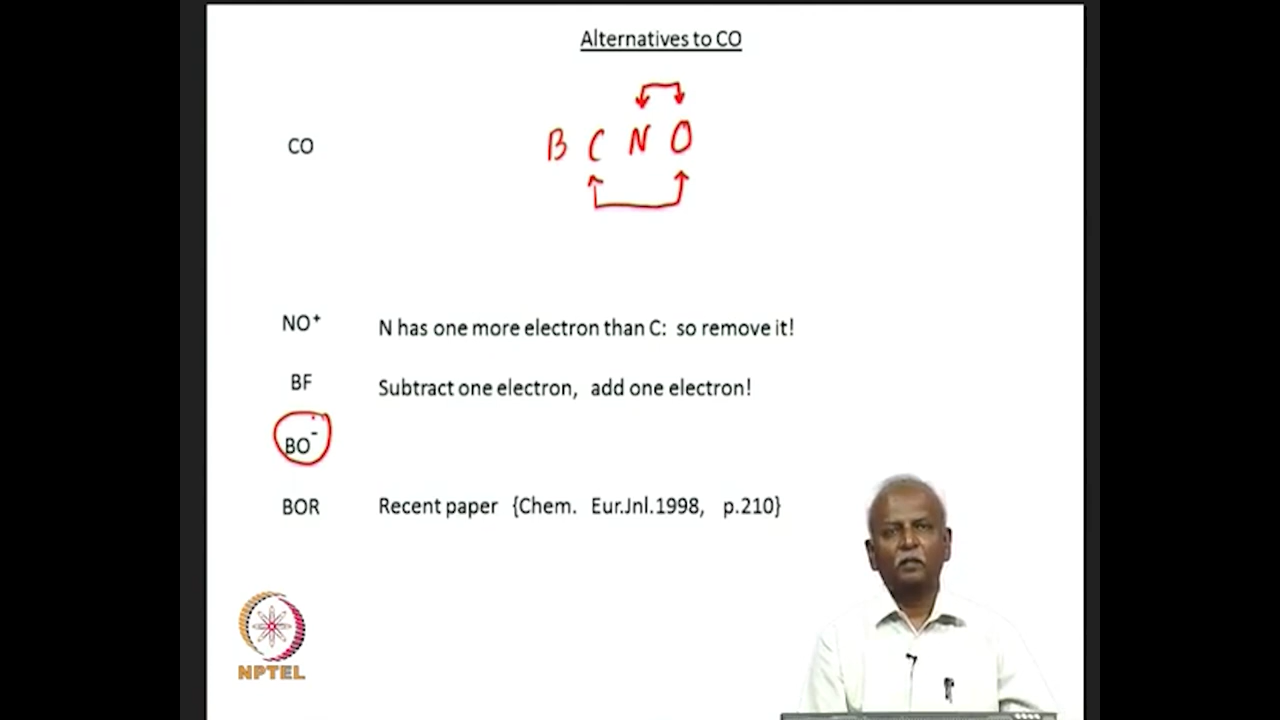 Alternatives to CO
CO
B C N O
NO⁺ N has one more electron than C: so remove it!
BF Subtract one electron, add one electron!
BO⁻
BOR Recent paper {Chem. Eur.Jnl.1998, p.210}
NPTEL